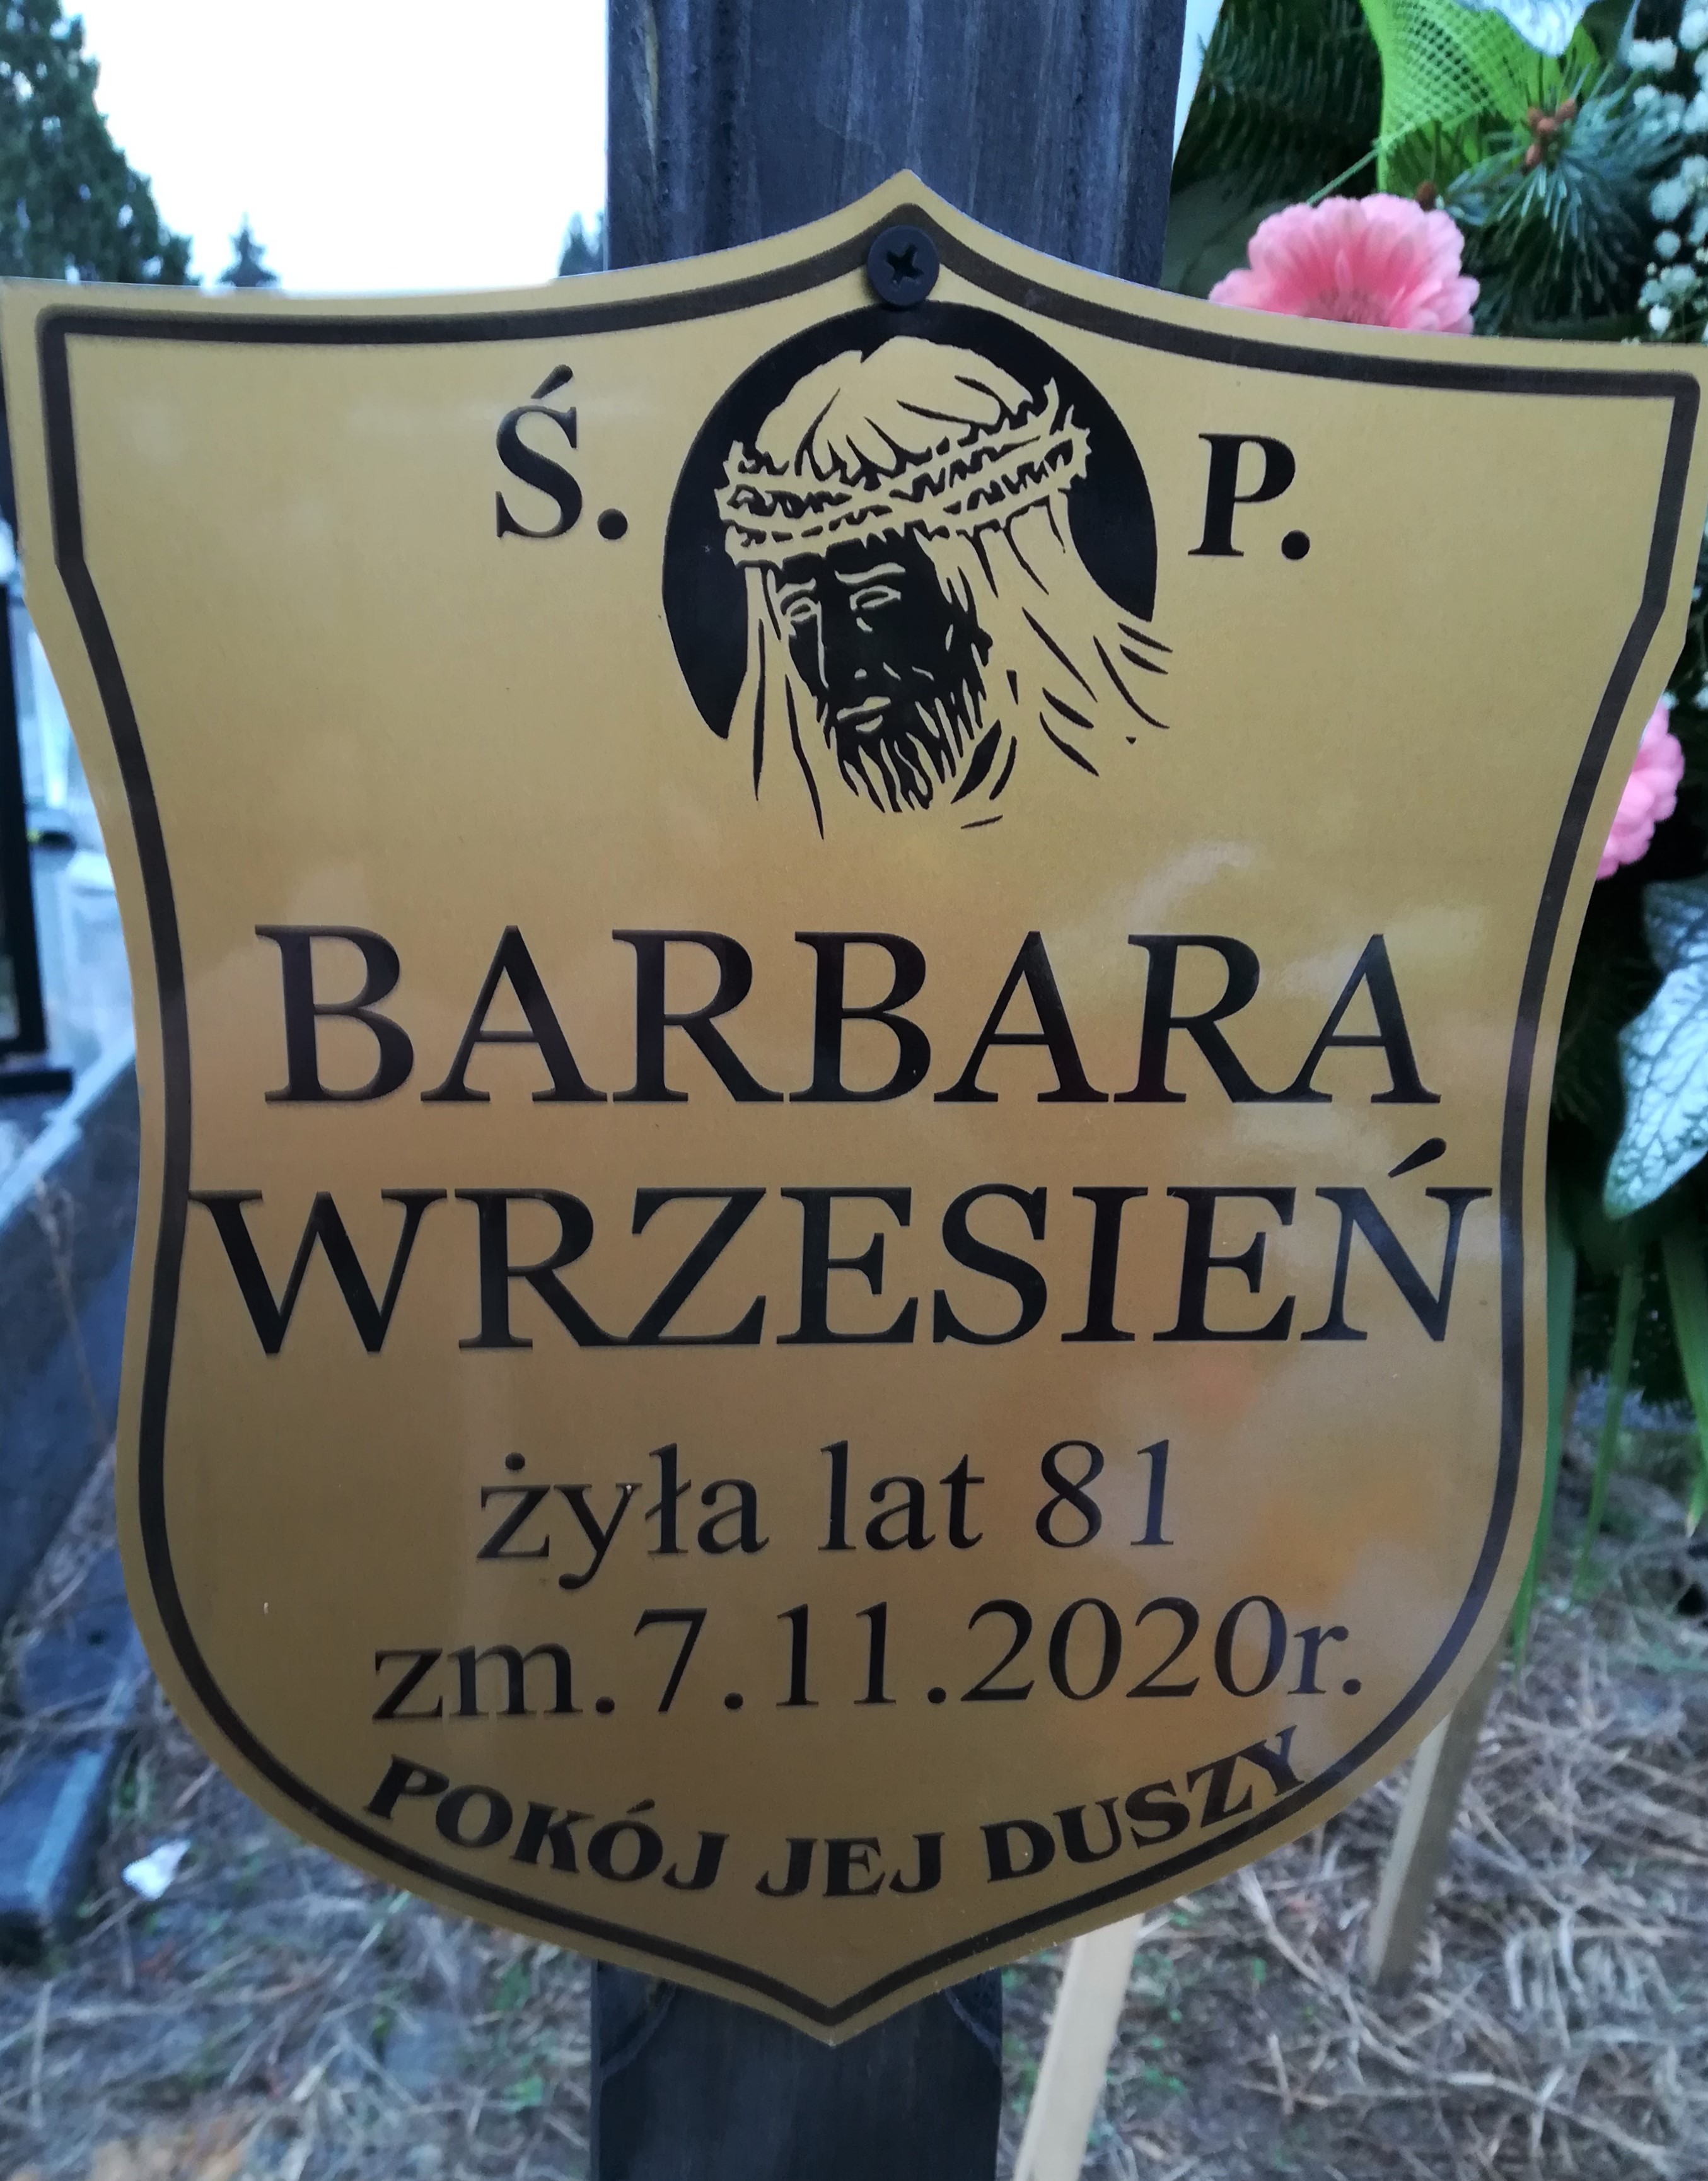 Ś. P.
BARBARA
WRZESIEŃ
żyła lat 81
zm.7.11.2020r.
POKÓJ JEJ DUSZY